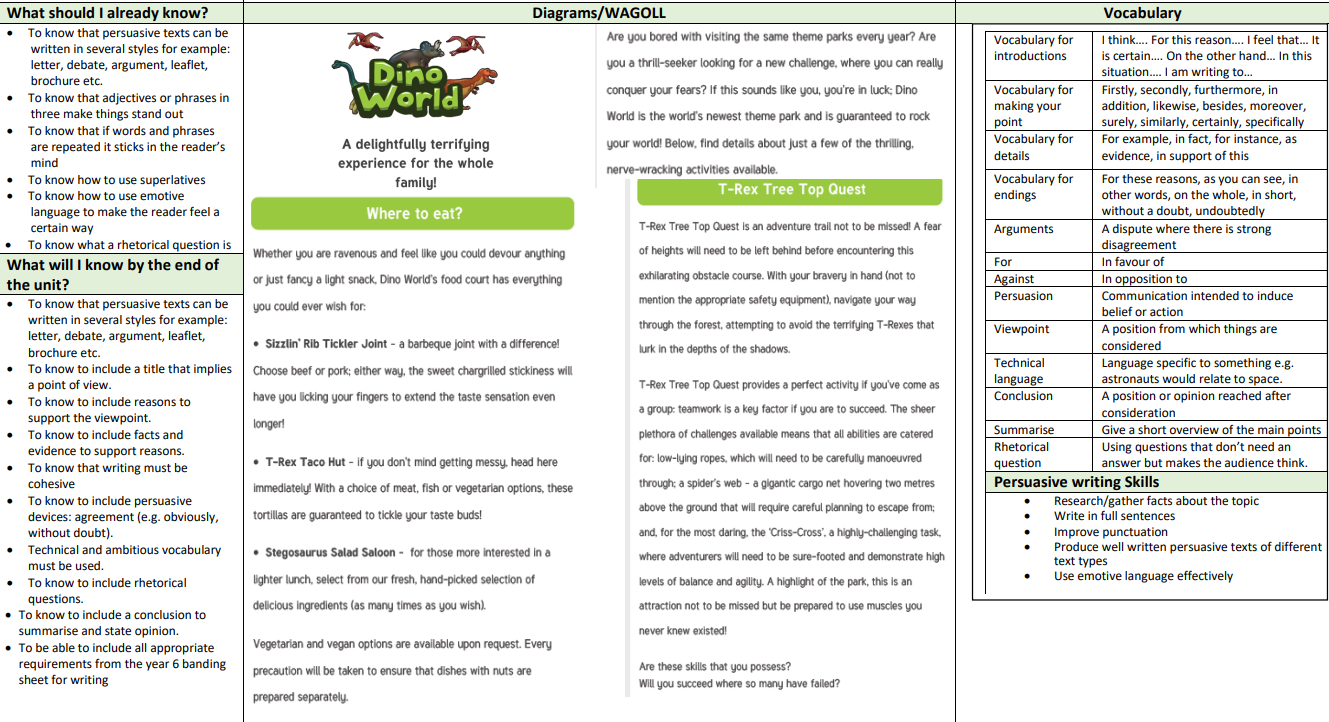 What should I already know?
• To know that persuasive texts can be
written in several styles for example:
letter, debate, argument, leaflet,
brochure etc.
• To know that adjectives or phrases in
three make things stand out
• To know that if words and phrases
are repeated it sticks in the reader's
mind
• To know how to use superlatives
• To know how to use emotive
language to make the reader feel a
certain way
• To know what a rhetorical question is
What will I know by the end of
the unit?
• To know that persuasive texts can be
written in several styles for example:
letter, debate, argument, leaflet,
brochure etc.
• To know to include a title that implies
a point of view.
• To know to include reasons to
support the viewpoint.
• To know to include facts and
evidence to support reasons.
• To know that writing must be
cohesive
• To know to include persuasive
devices: agreement (e.g. obviously,
without doubt).
• Technical and ambitious vocabulary
must be used.
• To know to include rhetorical
questions.
• To know to include a conclusion to
summarise and state opinion.
• To be able to include all appropriate
requirements from the year 6 banding
sheet for writing
Diagrams/WAGOLL
Dino
World
A delightfully terrifying
experience for the whole
family!
Where to eat?
Whether you are ravenous and feel like you could devour anything
or just fancy a light snack, Dino World's food court has everything
you could ever wish for:
• Sizzlin' Rib Tickler Joint – a barbeque joint with a difference!
Choose beef or pork; either way, the sweet chargrilled stickiness will
have you licking your fingers to extend the taste sensation even
longer!
• T-Rex Taco Hut – if you don't mind getting messy, head here
immediately! With a choice of meat, fish or vegetarian options, these
tortillas are guaranteed to tickle your taste buds!
• Stegosaurus Salad Saloon - for those more interested in a
lighter lunch, select from our fresh, hand-picked selection of
delicious ingredients (as many times as you wish).
Vegetarian and vegan options are available upon request. Every
precaution will be taken to ensure that dishes with nuts are
prepared separately.
Are you bored with visiting the same theme parks every year? Are
you a thrill-seeker looking for a new challenge, where you can really
conquer your fears? If this sounds like you, you're in luck; Dino
World is the world's newest theme park and is guaranteed to rock
your world! Below, find details about just a few of the thrilling,
nerve-wracking activities available.
T-Rex Tree Top Quest
T-Rex Tree Top Quest is an adventure trail not to be missed! A fear
of heights will need to be left behind before encountering this
exhilarating obstacle course. With your bravery in hand (not to
mention the appropriate safety equipment), navigate your way
through the forest, attempting to avoid the terrifying T-Rexes that
lurk in the depths of the shadows.
T-Rex Tree Top Quest provides a perfect activity if you've come as
a group: teamwork is a key factor if you are to succeed. The sheer
plethora of challenges available means that all abilities are catered
for: low-lying ropes, which will need to be carefully manoeuvred
through; a spider's web – a gigantic cargo net hovering two metres
above the ground that will require careful planning to escape from;
and, for the most daring, the 'Criss-Cross', a highly-challenging task,
where adventurers will need to be sure-footed and demonstrate high
levels of balance and agility. A highlight of the park, this is an
attraction not to be missed but be prepared to use muscles you
never knew existed!
Are these skills that you possess?
Will you succeed where so many have failed?
Vocabulary
Vocabulary for introductions I think…. For this reason…. I feel that… It
is certain…. On the other hand… In this
situation…. I am writing to…
Vocabulary for making your point Firstly, secondly, furthermore, in
addition, likewise, besides, moreover,
surely, similarly, certainly, specifically
Vocabulary for details For example, in fact, for instance, as
evidence, in support of this
Vocabulary for endings For these reasons, as you can see, in
other words, on the whole, in short,
without a doubt, undoubtedly
Arguments A dispute where there is strong
disagreement
For In favour of
Against In opposition to
Persuasion Communication intended to induce
belief or action
Viewpoint A position from which things are
considered
Technical language Language specific to something e.g.
astronauts would relate to space.
Conclusion A position or opinion reached after
consideration
Summarise Give a short overview of the main points
Rhetorical question Using questions that don't need an
answer but makes the audience think.
Persuasive writing Skills
• Research/gather facts about the topic
• Write in full sentences
• Improve punctuation
• Produce well written persuasive texts of different
text types
• Use emotive language effectively